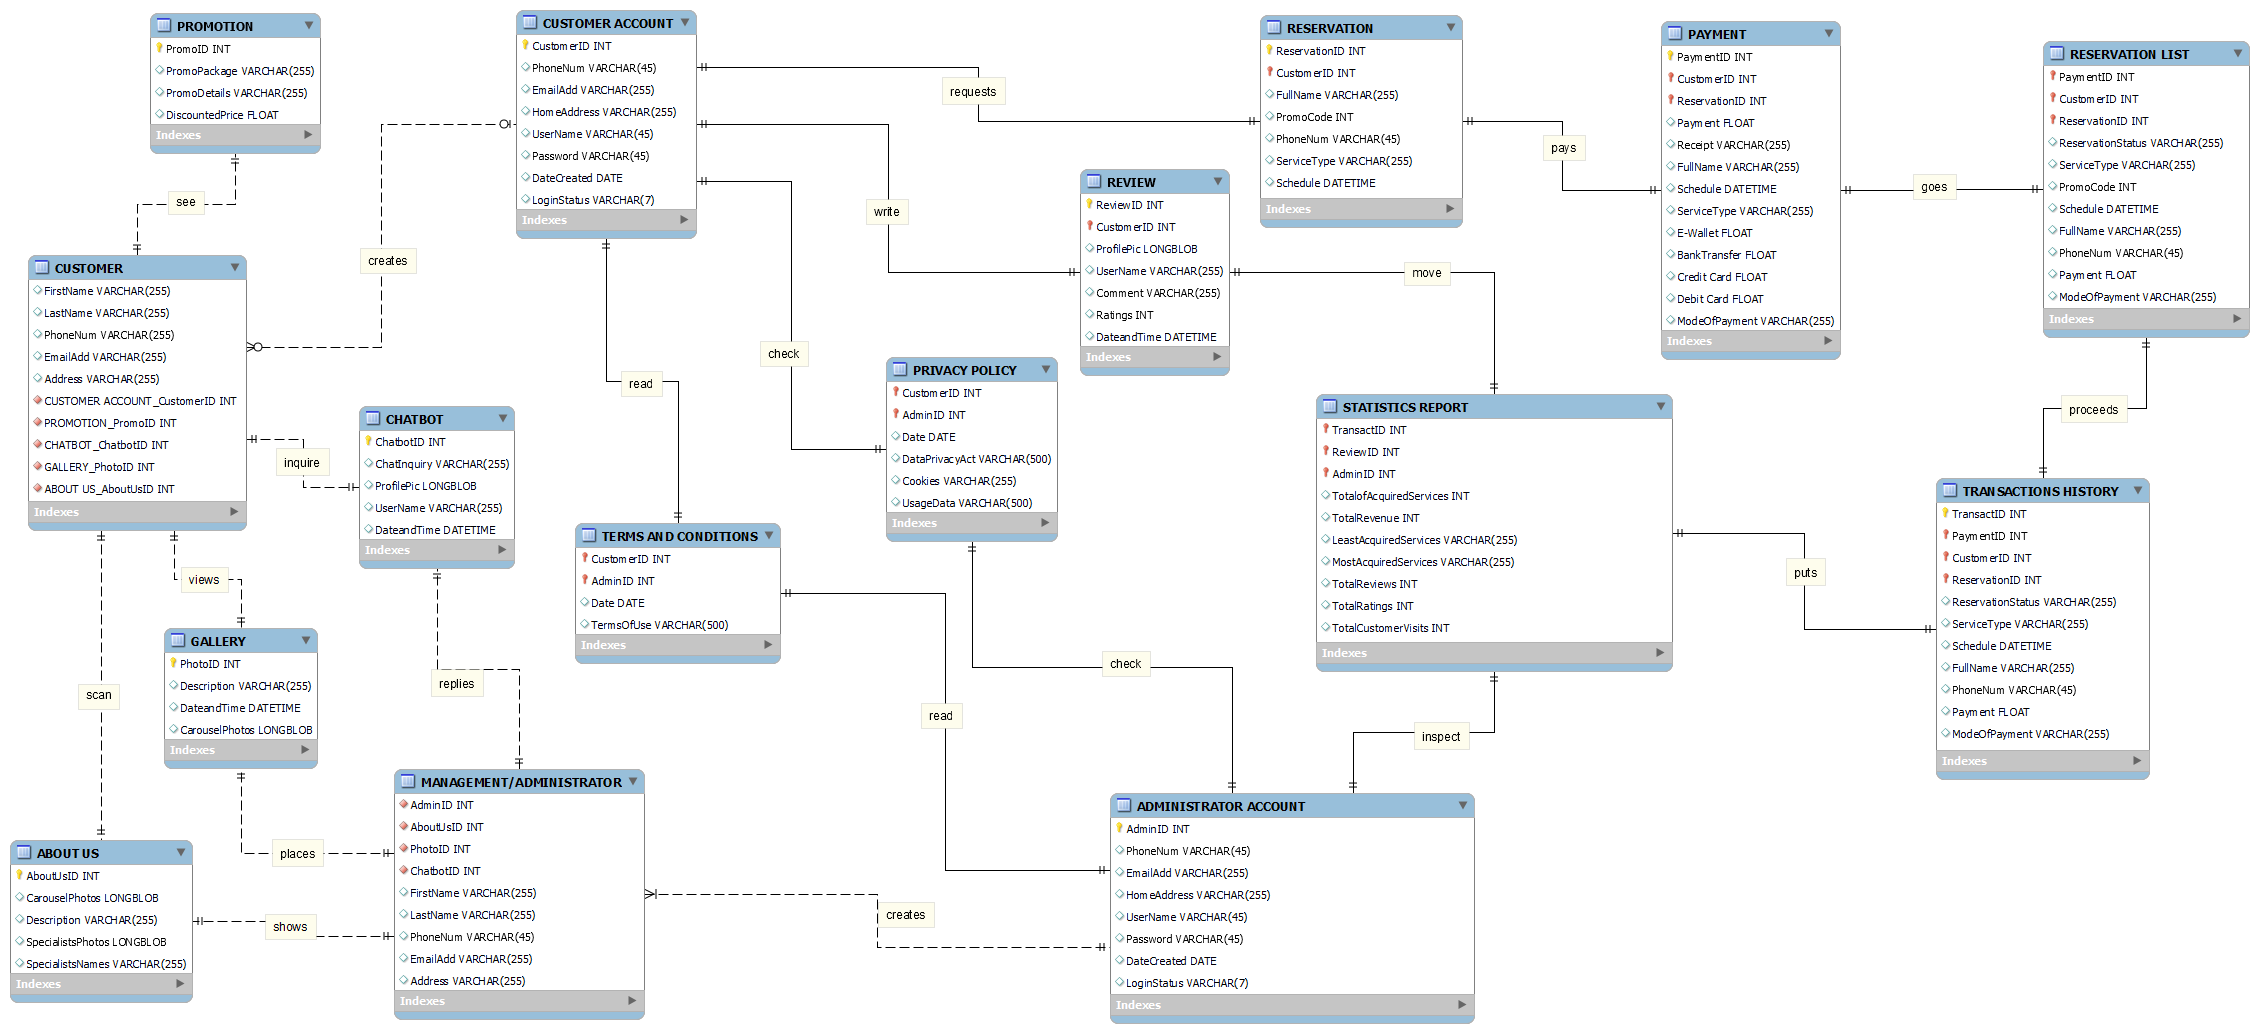 PROMOTION
PromoID INT
PromoPackage VARCHAR(255)
PromoDetails VARCHAR(255)
DiscountedPrice FLOAT
Indexes
see
CUSTOMER
FirstName VARCHAR(255)
LastName VARCHAR(255)
PhoneNum VARCHAR(255)
EmailAdd VARCHAR(255)
Address VARCHAR(255)
CUSTOMER ACCOUNT_CustomerID INT
PROMOTION_PromoID INT
CHATBOT_ChatbotID INT
GALLERY_PhotoID INT
ABOUT US_AboutUsID INT
Indexes
creates
CUSTOMER ACCOUNT
CustomerID INT
PhoneNum VARCHAR(45)
EmailAdd VARCHAR(255)
HomeAddress VARCHAR(255)
UserName VARCHAR(45)
Password VARCHAR(45)
DateCreated DATE
LoginStatus VARCHAR(7)
Indexes
requests
write
check
read
RESERVATION
ReservationID INT
CustomerID INT
FullName VARCHAR(255)
PromoCode INT
PhoneNum VARCHAR(45)
ServiceType VARCHAR(255)
Schedule DATETIME
Indexes
pays
PAYMENT
PaymentID INT
CustomerID INT
ReservationID INT
Payment FLOAT
Receipt VARCHAR(255)
FullName VARCHAR(255)
Schedule DATETIME
ServiceType VARCHAR(255)
E-Wallet FLOAT
BankTransfer FLOAT
Credit Card FLOAT
Debit Card FLOAT
ModeOfPayment VARCHAR(255)
Indexes
goes
RESERVATION LIST
PaymentID INT
CustomerID INT
ReservationID INT
ReservationStatus VARCHAR(255)
ServiceType VARCHAR(255)
PromoCode INT
Schedule DATETIME
FullName VARCHAR(255)
PhoneNum VARCHAR(45)
Payment FLOAT
ModeOfPayment VARCHAR(255)
Indexes
proceeds
REVIEW
ReviewID INT
CustomerID INT
ProfilePic LONGBLOB
UserName VARCHAR(255)
Comment VARCHAR(255)
Ratings INT
DateandTime DATETIME
Indexes
move
PRIVACY POLICY
CustomerID INT
AdminID INT
Date DATE
DataPrivacyAct VARCHAR(500)
Cookies VARCHAR(255)
UsageData VARCHAR(500)
Indexes
check
CHATBOT
ChatbotID INT
ChatInquiry VARCHAR(255)
ProfilePic LONGBLOB
UserName VARCHAR(255)
DateandTime DATETIME
Indexes
inquire
replies
TERMS AND CONDITIONS
CustomerID INT
AdminID INT
Date DATE
TermsOfUse VARCHAR(500)
Indexes
read
STATISTICS REPORT
TransactID INT
ReviewID INT
AdminID INT
TotalofAcquiredServices INT
TotalRevenue INT
LeastAcquiredServices VARCHAR(255)
MostAcquiredServices VARCHAR(255)
TotalReviews INT
TotalRatings INT
TotalCustomerVisits INT
Indexes
puts
inspect
TRANSACTIONS HISTORY
TransactID INT
PaymentID INT
CustomerID INT
ReservationID INT
ReservationStatus VARCHAR(255)
ServiceType VARCHAR(255)
Schedule DATETIME
FullName VARCHAR(255)
PhoneNum VARCHAR(45)
Payment FLOAT
ModeOfPayment VARCHAR(255)
Indexes
views
scan
GALLERY
PhotoID INT
Description VARCHAR(255)
DateandTime DATETIME
CarouselPhotos LONGBLOB
Indexes
places
ABOUT US
AboutUsID INT
CarouselPhotos LONGBLOB
Description VARCHAR(255)
SpecialistsPhotos LONGBLOB
SpecialistsNames VARCHAR(255)
Indexes
shows
MANAGEMENT/ADMINISTRATOR
AdminID INT
AboutUsID INT
PhotoID INT
ChatbotID INT
FirstName VARCHAR(255)
LastName VARCHAR(255)
PhoneNum VARCHAR(45)
EmailAdd VARCHAR(255)
Address VARCHAR(255)
Indexes
creates
ADMINISTRATOR ACCOUNT
AdminID INT
PhoneNum VARCHAR(45)
EmailAdd VARCHAR(255)
HomeAddress VARCHAR(255)
UserName VARCHAR(45)
Password VARCHAR(45)
DateCreated DATE
LoginStatus VARCHAR(7)
Indexes